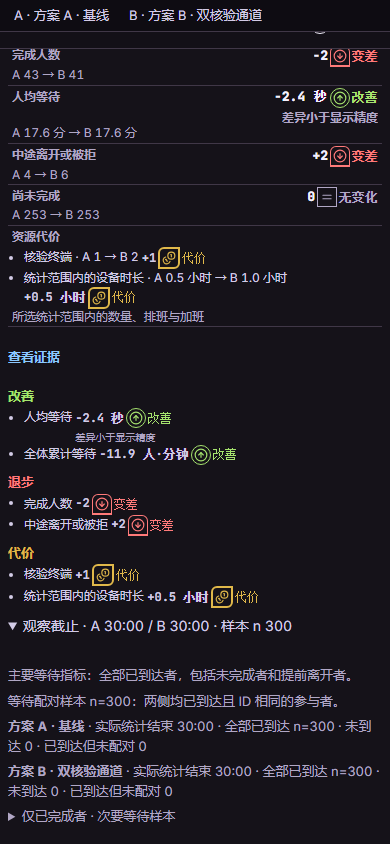 A · 方案 A · 基线 B · 方案 B · 双核验通道
完成人数 -2 变差
A 43 → B 41
人均等待 -2.4 秒 改善
差异小于显示精度
A 17.6 分 → B 17.6 分
中途离开或被拒 +2 变差
A 4 → B 6
尚未完成 0 = 无变化
A 253 → B 253
资源代价
• 核验终端 · A 1 → B 2 +1 代价
• 统计范围内的设备时长 · A 0.5 小时 → B 1.0 小时
+0.5 小时 代价
所选统计范围内的数量、排班与加班
查看证据
改善
• 人均等待 -2.4 秒 改善
差异小于显示精度
• 全体累计等待 -11.9 人·分钟 改善
退步
• 完成人数 -2 变差
• 中途离开或被拒 +2 变差
代价
• 核验终端 +1 代价
• 统计范围内的设备时长 +0.5 小时 代价
▼ 观察截止 · A 30:00 / B 30:00 · 样本 n 300
主要等待指标：全部已到达者，包括未完成者和提前离开者。
等待配对样本 n=300：两侧均已到达且 ID 相同的参与者。
方案 A · 基线 · 实际统计结束 30:00 · 全部已到达 n=300 · 未到
达 0 · 已到达但未配对 0
方案 B · 双核验通道 · 实际统计结束 30:00 · 全部已到达 n=300 ·
未到达 0 · 已到达但未配对 0
▶ 仅已完成者 · 次要等待样本